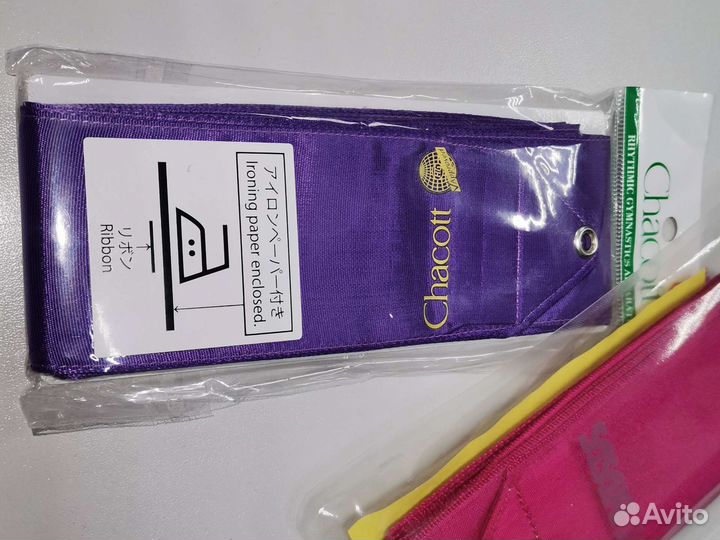 Chacott
アイロンペーパー付き
Ironing paper enclosed.
リボン
Ribbon
Chacott
RHYTHMIC GYMNASTICS
Avito